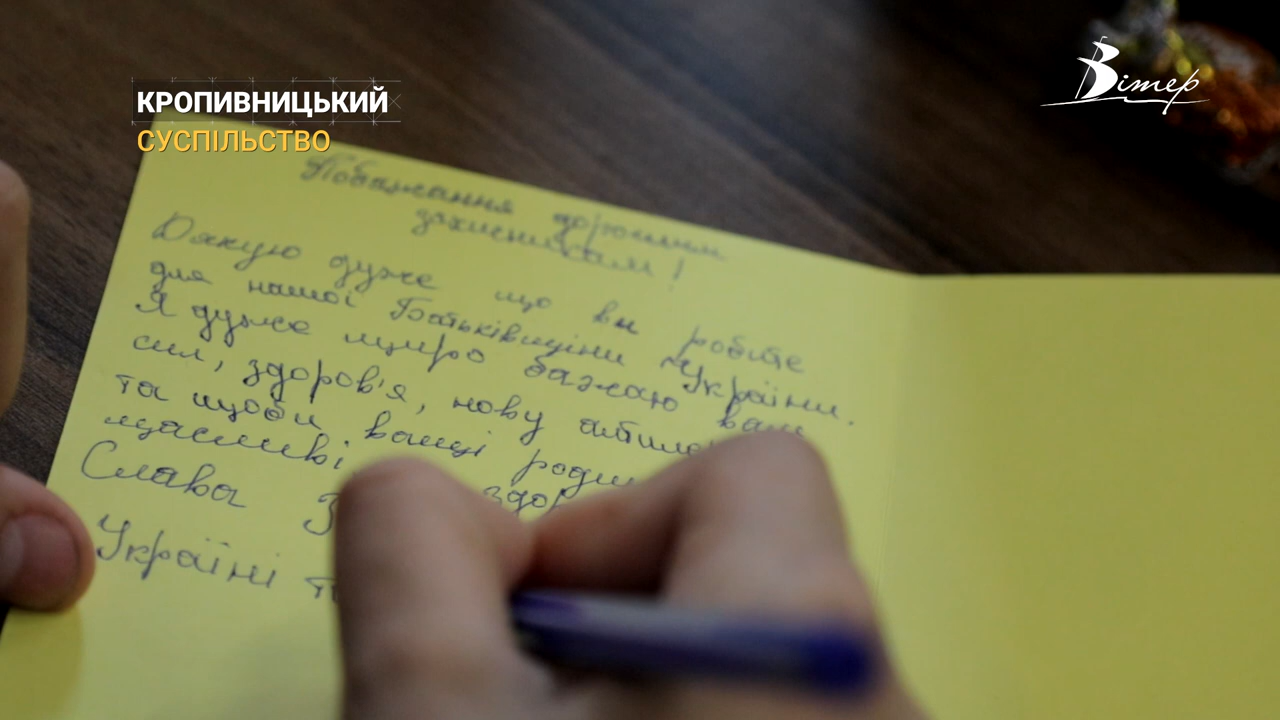 КРОПИВНИЦЬКИЙ
СУСПІЛЬСТВО
Вітер
Побажання дорогим
захисникам!
Дякую дуже що ви робите
для нашої Батьківщини України.
Я дуже щиро бажаю вам
сил, здоров'я, нову
та щоби ваші
щасливі
Слава
Україні